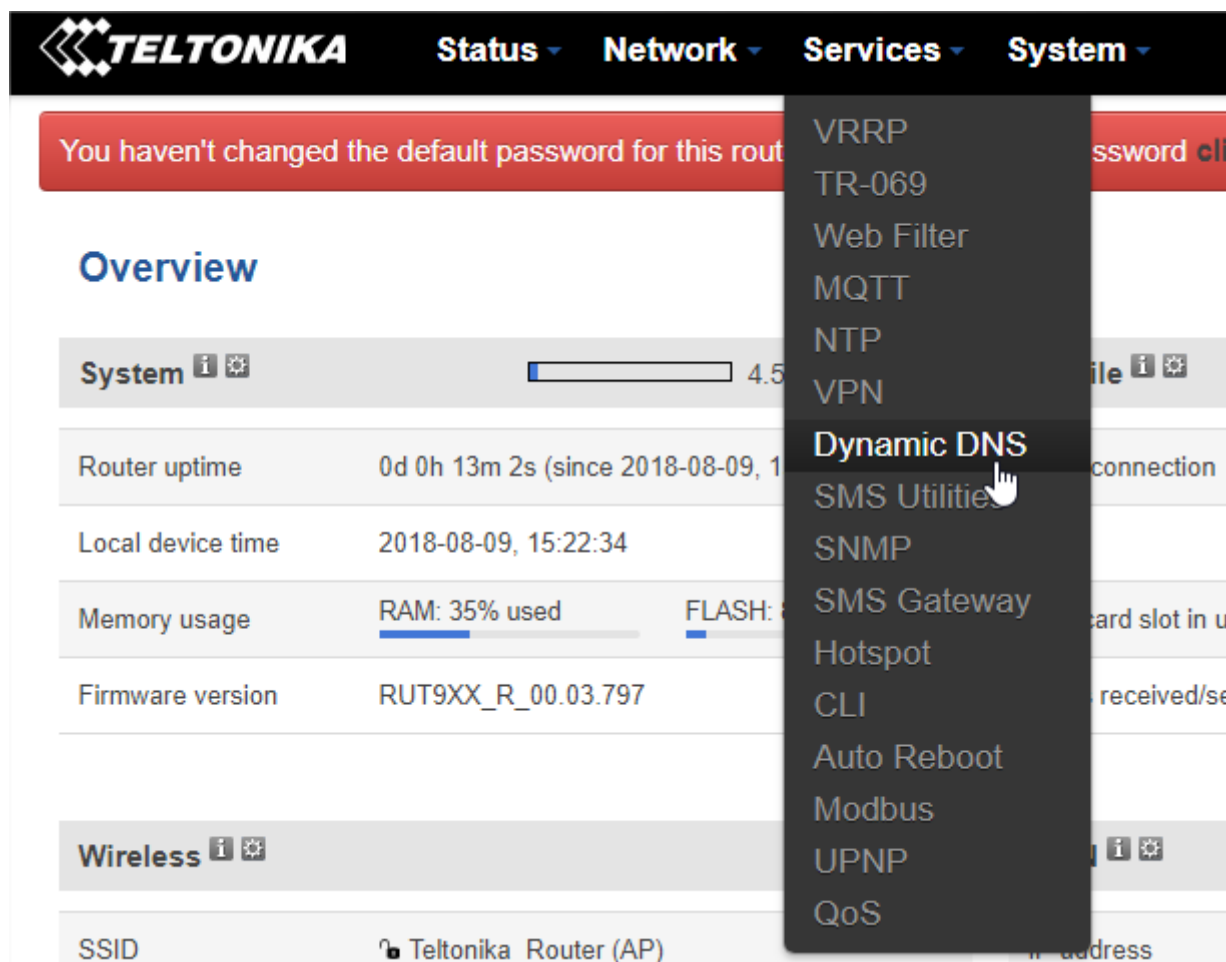 TELTONIKA Status Network Services System
You haven't changed the default password for this rout ssword cli
VRRP
TR-069
Web Filter
MQTT
NTP
VPN
Dynamic DNS
SMS Utilities
SNMP
SMS Gateway
Hotspot
CLI
Auto Reboot
Modbus
UPNP
QoS
Overview
System 4.5 ile
Router uptime 0d 0h 13m 2s (since 2018-08-09, 1 connection
Local device time 2018-08-09, 15:22:34
Memory usage RAM: 35% used FLASH: card slot in u
Firmware version RUT9XX_R_00.03.797 received/se
Wireless
SSID Teltonika_Router (AP) address